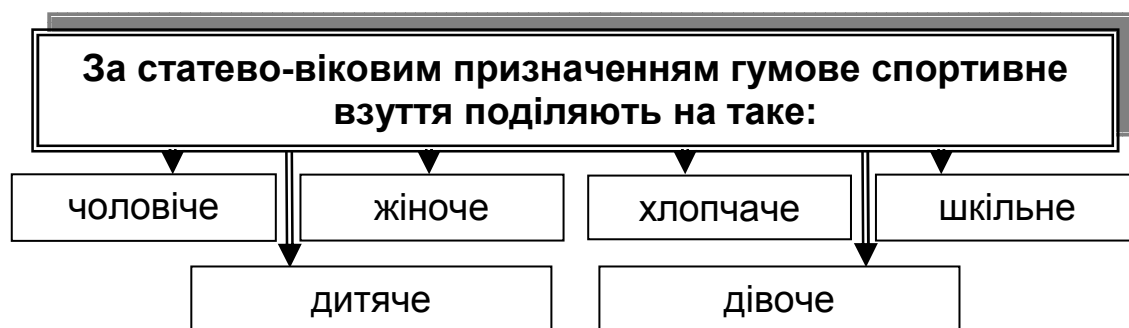 За статево-віковим призначенням гумове спортивне
взуття поділяють на таке:
чоловіче
жіноче
хлопчаче
шкільне
дитяче
дівоче